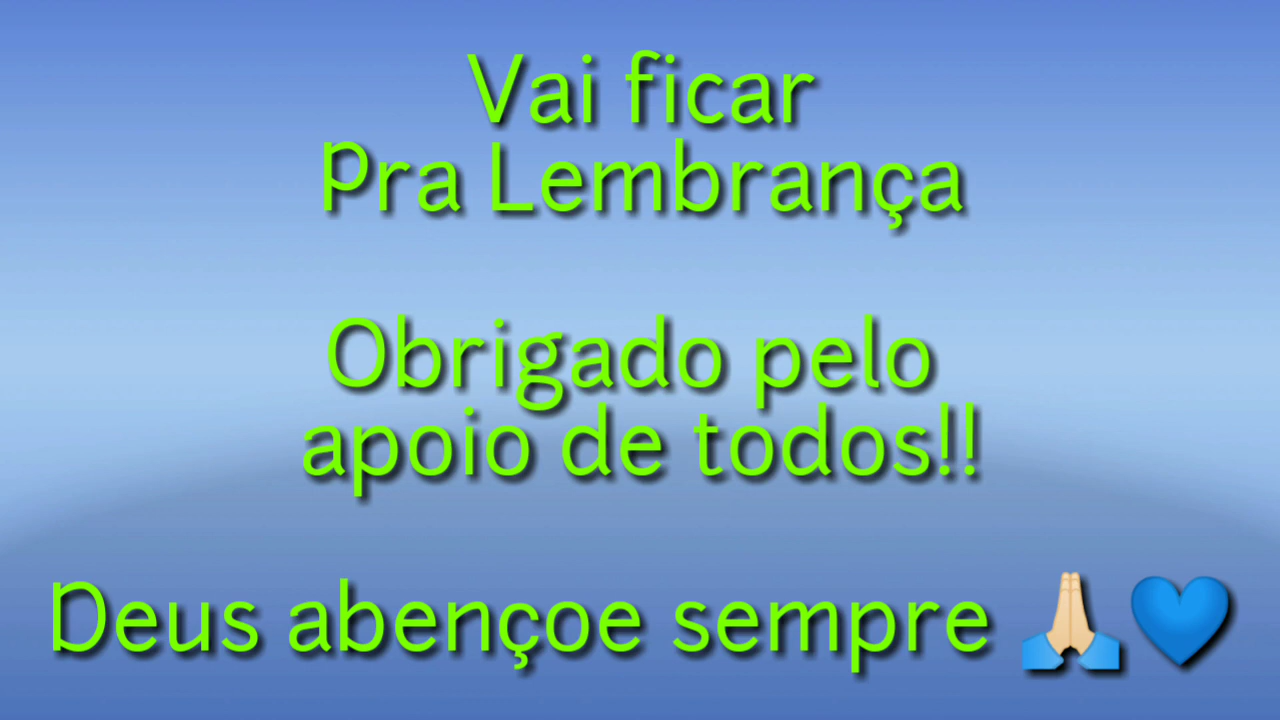 Vai ficar
Pra Lembrança
Obrigado pelo
apoio de todos!!
Deus abençoe sempre 🙏🏻💙